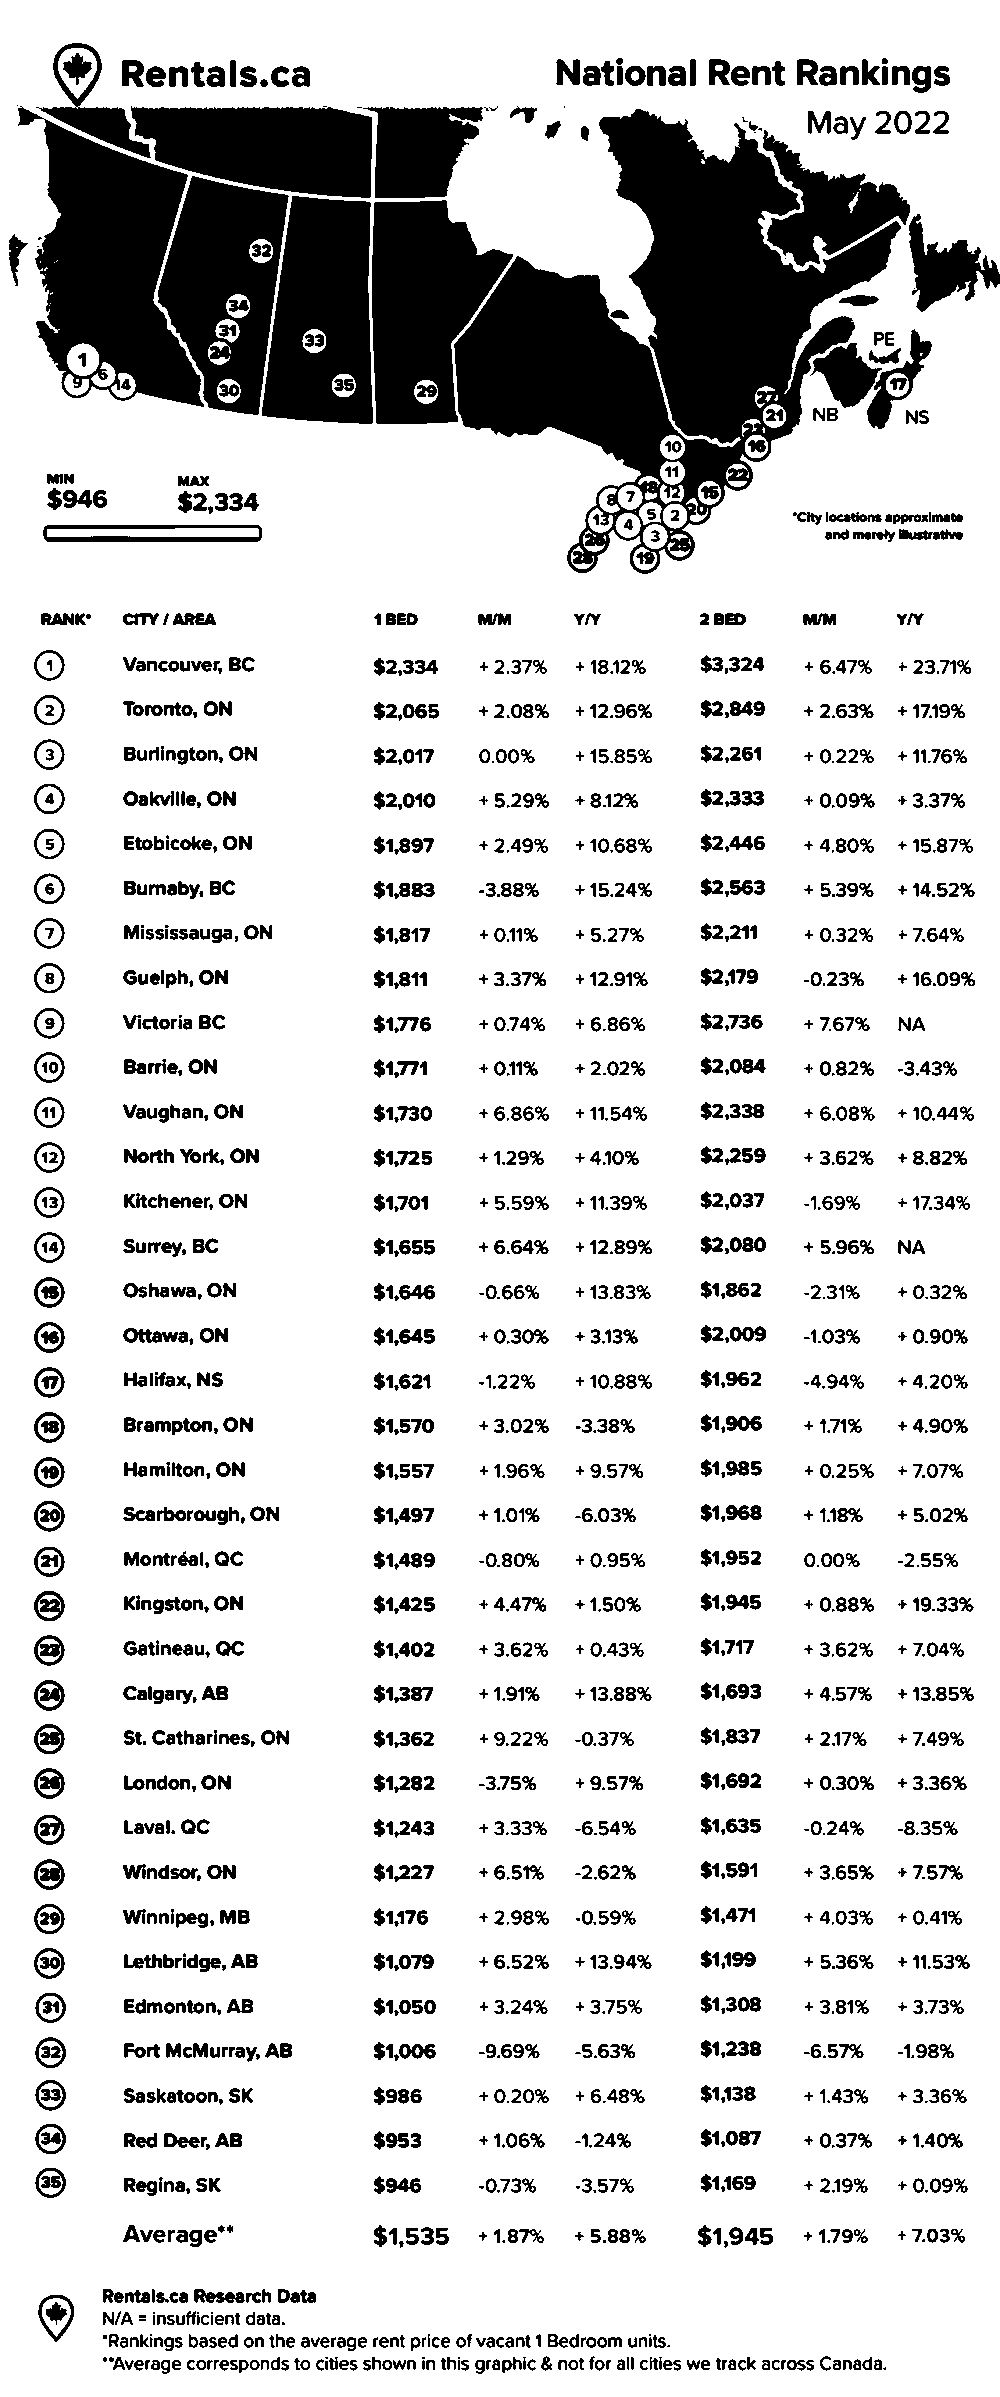 Rentals.ca
National Rent Rankings
May 2022
32
34
31
24
33
30
35
29
1
9
6
14
PE
17
NB
NS
27
21
16
10
11
22
18
12
15
8
7
5
2
20
13
4
3
25
19
MIN MAX
$946 $2,334
*City locations approximate
and merely illustrative
RANK* CITY / AREA 1 BED M/M Y/Y 2 BED M/M Y/Y
1 Vancouver, BC $2,334 + 2.37% + 18.12% $3,324 + 6.47% + 23.71%
2 Toronto, ON $2,065 + 2.08% + 12.96% $2,849 + 2.63% + 17.19%
3 Burlington, ON $2,017 0.00% + 15.85% $2,261 + 0.22% + 11.76%
4 Oakville, ON $2,010 + 5.29% + 8.12% $2,333 + 0.09% + 3.37%
5 Etobicoke, ON $1,897 + 2.49% + 10.68% $2,446 + 4.80% + 15.87%
6 Burnaby, BC $1,883 -3.88% + 15.24% $2,563 + 5.39% + 14.52%
7 Mississauga, ON $1,817 + 0.11% + 5.27% $2,211 + 0.32% + 7.64%
8 Guelph, ON $1,811 + 3.37% + 12.91% $2,179 -0.23% + 16.09%
9 Victoria BC $1,776 + 0.74% + 6.86% $2,736 + 7.67% NA
10 Barrie, ON $1,771 + 0.11% + 2.02% $2,084 + 0.82% -3.43%
11 Vaughan, ON $1,730 + 6.86% + 11.54% $2,338 + 6.08% + 10.44%
12 North York, ON $1,725 + 1.29% + 4.10% $2,259 + 3.62% + 8.82%
13 Kitchener, ON $1,701 + 5.59% + 11.39% $2,037 -1.69% + 17.34%
14 Surrey, BC $1,655 + 6.64% + 12.89% $2,080 + 5.96% NA
15 Oshawa, ON $1,646 -0.66% + 13.83% $1,862 -2.31% + 0.32%
16 Ottawa, ON $1,645 + 0.30% + 3.13% $2,009 -1.03% + 0.90%
17 Halifax, NS $1,621 -1.22% + 10.88% $1,962 -4.94% + 4.20%
18 Brampton, ON $1,570 + 3.02% -3.38% $1,906 + 1.71% + 4.90%
19 Hamilton, ON $1,557 + 1.96% + 9.57% $1,985 + 0.25% + 7.07%
20 Scarborough, ON $1,497 + 1.01% -6.03% $1,968 + 1.18% + 5.02%
21 Montréal, QC $1,489 -0.80% + 0.95% $1,952 0.00% -2.55%
22 Kingston, ON $1,425 + 4.47% + 1.50% $1,945 + 0.88% + 19.33%
23 Gatineau, QC $1,402 + 3.62% + 0.43% $1,717 + 3.62% + 7.04%
24 Calgary, AB $1,387 + 1.91% + 13.88% $1,693 + 4.57% + 13.85%
25 St. Catharines, ON $1,362 + 9.22% -0.37% $1,837 + 2.17% + 7.49%
26 London, ON $1,282 -3.75% + 9.57% $1,692 + 0.30% + 3.36%
27 Laval. QC $1,243 + 3.33% -6.54% $1,635 -0.24% -8.35%
28 Windsor, ON $1,227 + 6.51% -2.62% $1,591 + 3.65% + 7.57%
29 Winnipeg, MB $1,176 + 2.98% -0.59% $1,471 + 4.03% + 0.41%
30 Lethbridge, AB $1,079 + 6.52% + 13.94% $1,199 + 5.36% + 11.53%
31 Edmonton, AB $1,050 + 3.24% + 3.75% $1,308 + 3.81% + 3.73%
32 Fort McMurray, AB $1,006 -9.69% -5.63% $1,238 -6.57% -1.98%
33 Saskatoon, SK $986 + 0.20% + 6.48% $1,138 + 1.43% + 3.36%
34 Red Deer, AB $953 + 1.06% -1.24% $1,087 + 0.37% + 1.40%
35 Regina, SK $946 -0.73% -3.57% $1,169 + 2.19% + 0.09%
Average** $1,535 + 1.87% + 5.88% $1,945 + 1.79% + 7.03%
Rentals.ca Research Data
N/A = insufficient data.
*Rankings based on the average rent price of vacant 1 Bedroom units.
**Average corresponds to cities shown in this graphic & not for all cities we track across Canada.